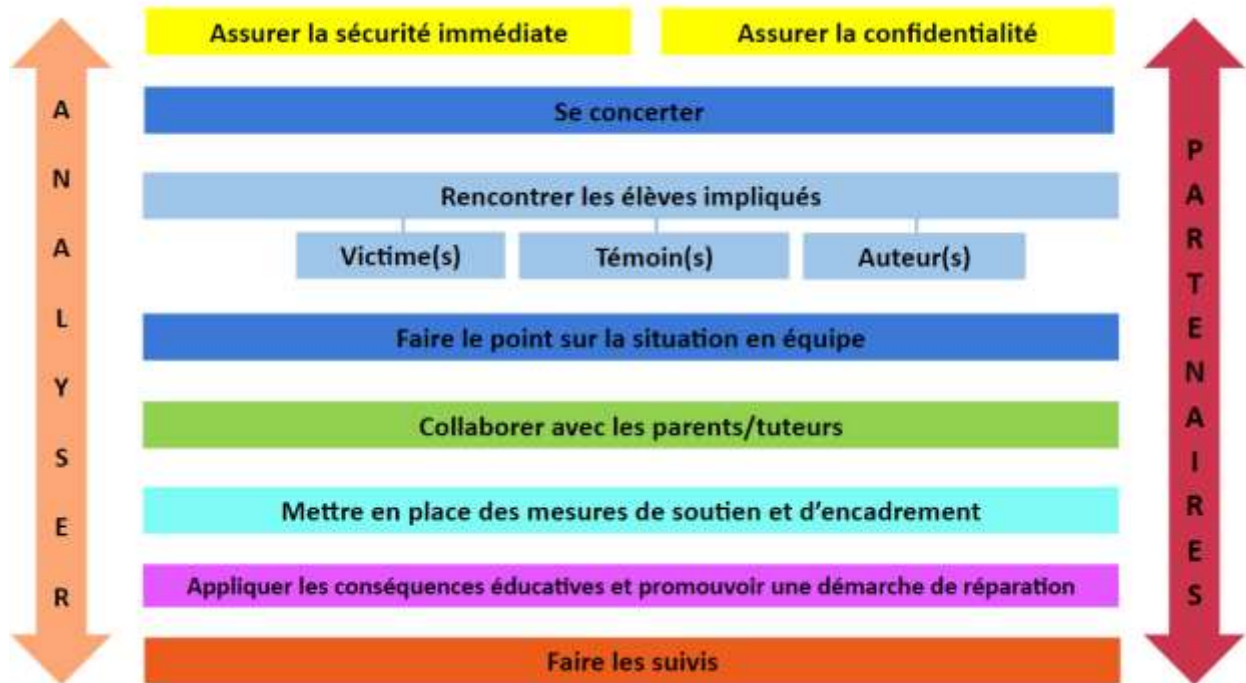 Assurer la sécurité immédiate
Assurer la confidentialité
ANALYSER
PARTENAIRES
Se concerter
Rencontrer les élèves impliqués
Victime(s)
Témoin(s)
Auteur(s)
Faire le point sur la situation en équipe
Collaborer avec les parents/tuteurs
Mettre en place des mesures de soutien et d'encadrement
Appliquer les conséquences éducatives et promouvoir une démarche de réparation
Faire les suivis